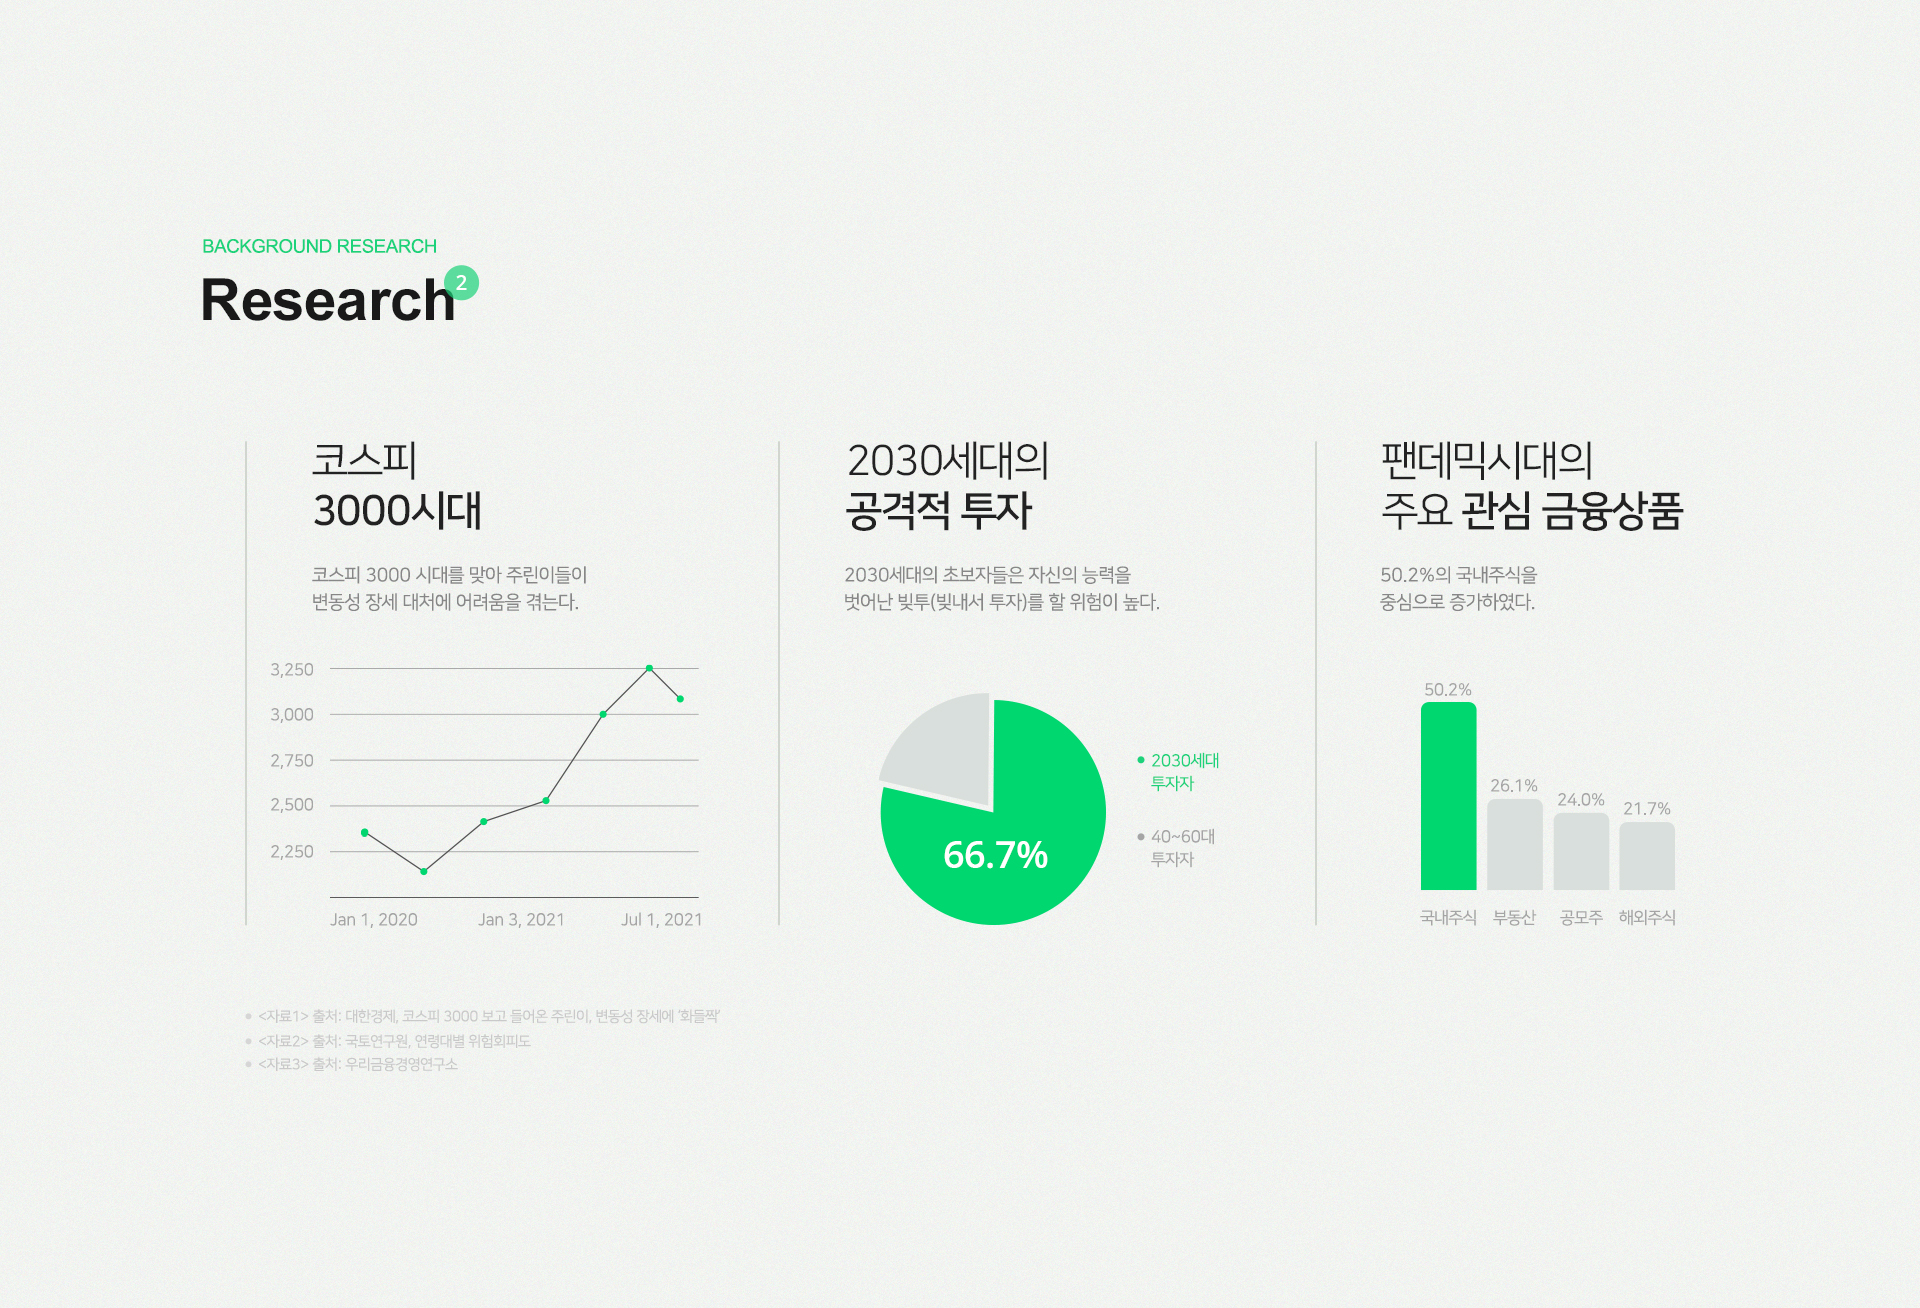 BACKGROUND RESEARCH
Research 2
코스피
3000시대
코스피 3000 시대를 맞아 주린이들이
변동성 장세 대처에 어려움을 겪는다.
3,250
3,000
2,750
2,500
2,250
Jan 1, 2020
Jan 3, 2021
Jul 1, 2021
2030세대의
공격적 투자
2030세대의 초보자들은 자신의 능력을
벗어난 빚투(빚내서 투자)를 할 위험이 높다.
66.7%
2030세대
투자자
40~60대
투자자
팬데믹시대의
주요 관심 금융상품
50.2%의 국내주식을
중심으로 증가하였다.
50.2%
26.1%
24.0%
21.7%
국내주식
부동산
공모주
해외주식
<자료1> 출처: 대한경제, 코스피 3000 보고 들어온 주린이, 변동성 장세에 '화들짝'
<자료2> 출처: 국토연구원, 연령대별 위험회피도
<자료3> 출처: 우리금융경영연구소